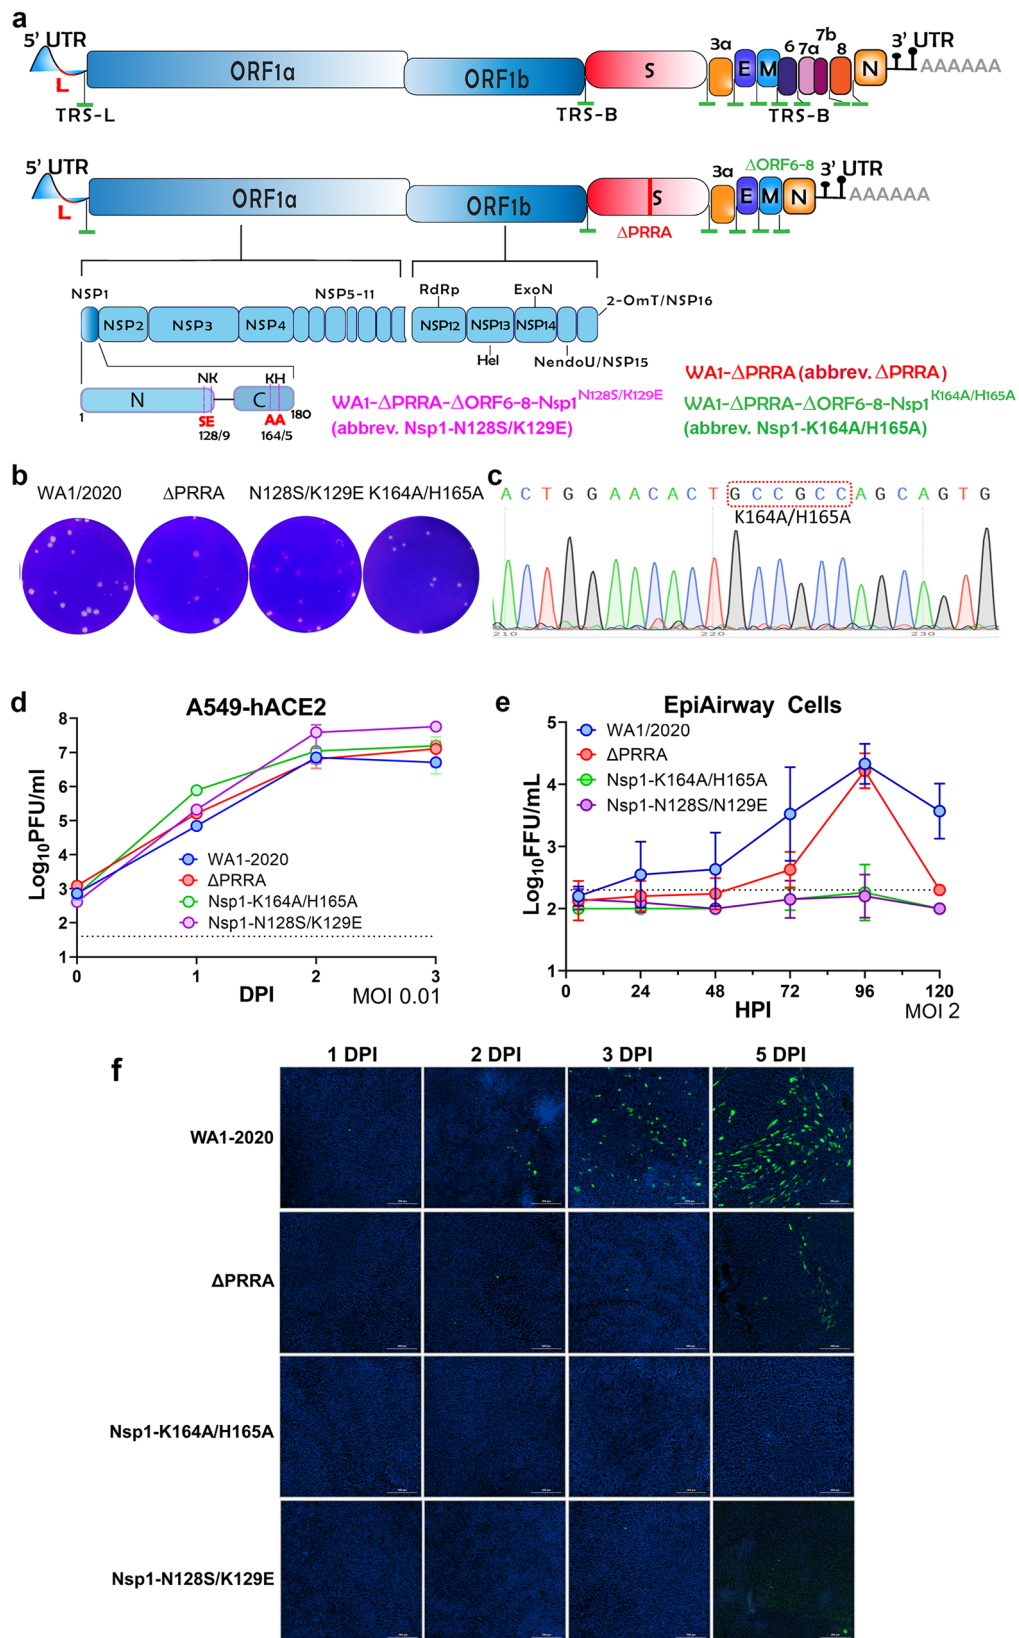 a
5' UTR
L
TRS-L
ORF1a
ORF1b
S
TRS-B
3a
E
M
6
7a
7b
8
N
3' UTR
AAAAAA
TRS-B
5' UTR
L
ORF1a
ORF1b
S
ΔPRRA
3a
E
M
N
ΔORF6-8
3' UTR
AAAAAA
NSP1
NSP2
NSP3
NSP4
NSP5-11
RdRp
ExoN
2-OmT/NSP16
NSP12
NSP13
NSP14
Hel
NendoU/NSP15
N
NK
C
KH
1
SE
128/9
AA
164/5
180
WA1-ΔPRRA (abbrev. ΔPRRA)
WA1-ΔPRRA-ΔORF6-8-Nsp1N128S/K129E
(abbrev. Nsp1-N128S/K129E)
WA1-ΔPRRA-ΔORF6-8-Nsp1K164A/H165A
(abbrev. Nsp1-K164A/H165A)
b
WA1/2020 ΔPRRA N128S/K129E K164A/H165A
c
A C T G G A A C A C T G C C G C C A G C A G T G
K164A/H165A
210 220 230
d
A549-hACE2
Log10PFU/ml
8
7
6
5
4
3
2
1
WA1-2020
ΔPRRA
Nsp1-K164A/H165A
Nsp1-N128S/K129E
0 1 2 3
DPI
MOI 0.01
e
EpiAirway Cells
Log10FFU/mL
5
4
3
2
1
WA1/2020
ΔPRRA
Nsp1-K164A/H165A
Nsp1-N128S/N129E
0 24 48 72 96 120
HPI
MOI 2
f
1 DPI 2 DPI 3 DPI 5 DPI
WA1-2020
ΔPRRA
Nsp1-K164A/H165A
Nsp1-N128S/K129E